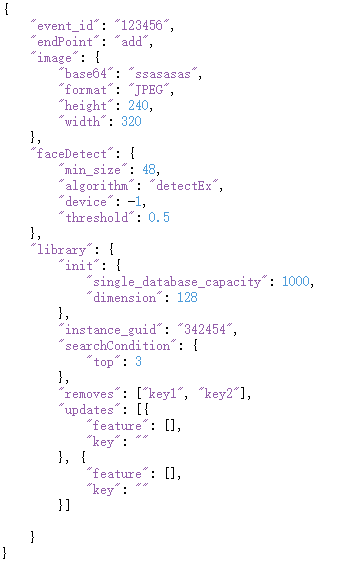 {
    "event_id": "123456",
    "endPoint": "add",
    "image": {
        "base64": "ssasasas",
        "format": "JPEG",
        "height": 240,
        "width": 320
    },
    "faceDetect": {
        "min_size": 48,
        "algorithm": "detectEx",
        "device": -1,
        "threshold": 0.5
    },
    "library": {
        "init": {
            "single_database_capacity": 1000,
            "dimension": 128
        },
        "instance_guid": "342454",
        "searchCondition": {
            "top": 3
        },
        "removes": ["key1", "key2"],
        "updates": [{
            "feature": [],
            "key": ""
        }, {
            "feature": [],
            "key": ""
        }]

    }
}